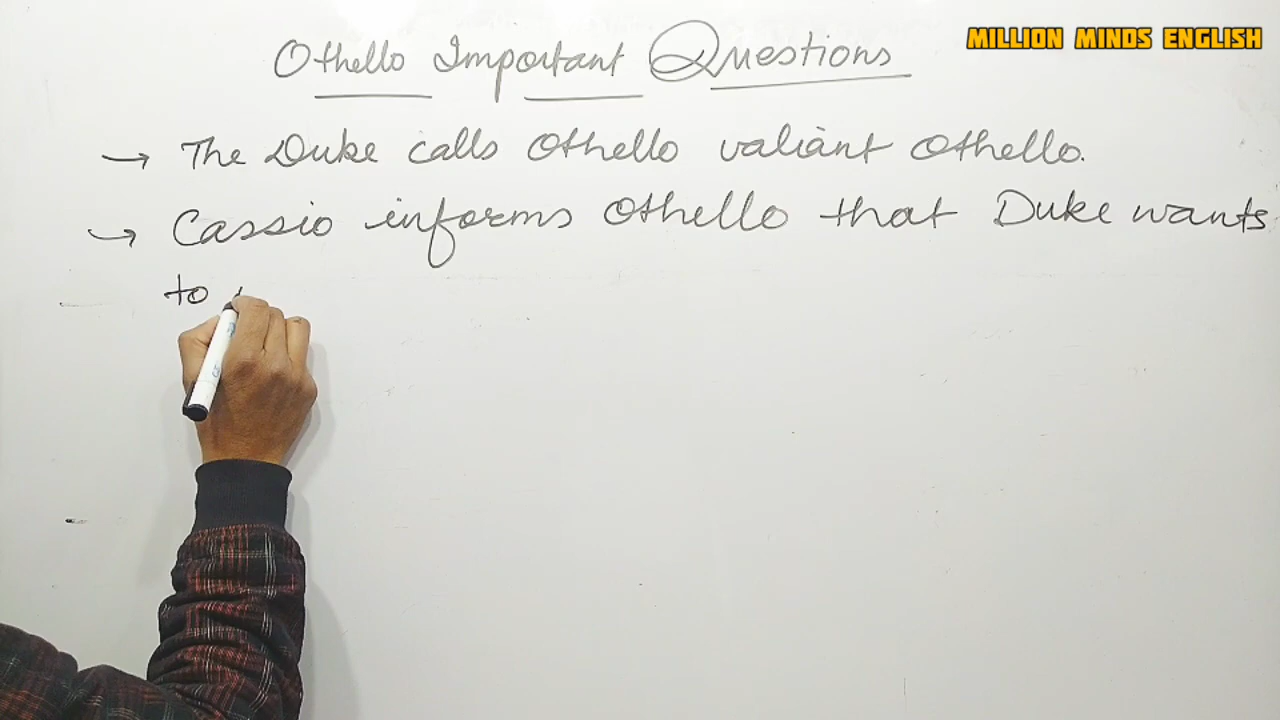 MILLION MINDS ENGLISH
Othello Important Questions
→ The Duke calls Othello valiant Othello.
→ Cassio informs Othello that Duke wants
to